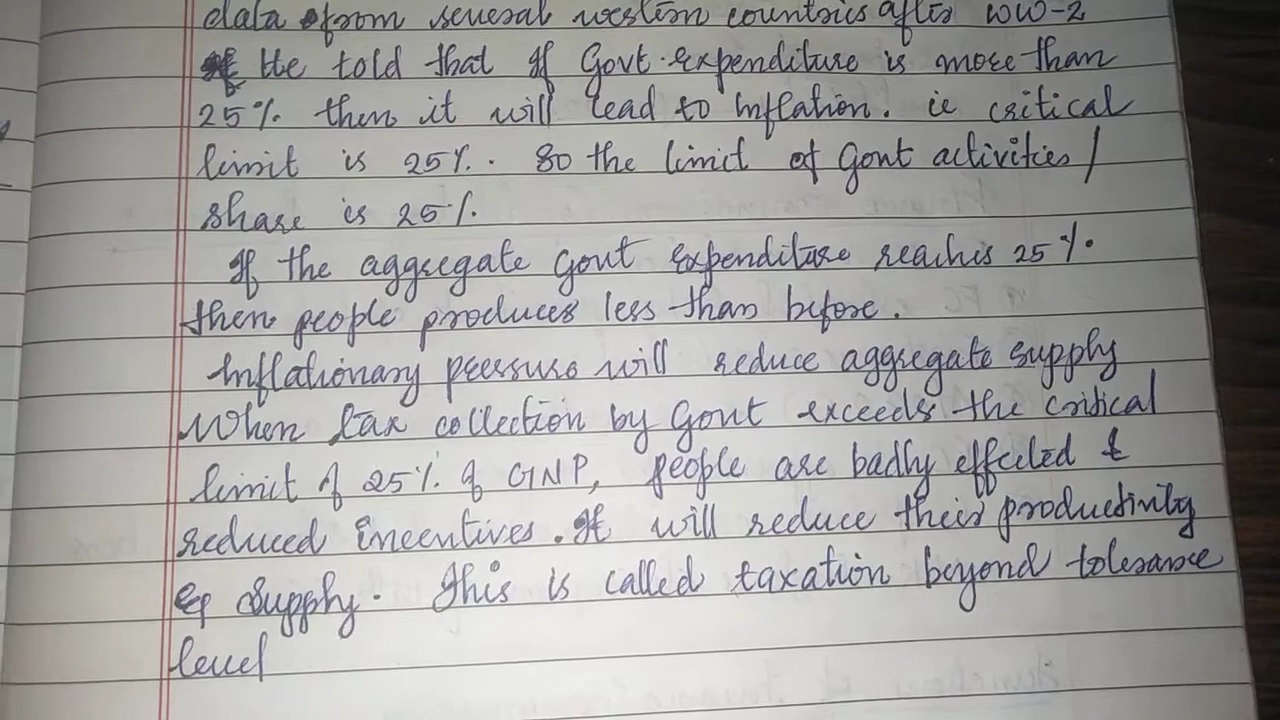 data from several western countries after WW-2
He told that If Govt. expenditure is more than
25% then it will lead to Inflation. ie critical
limit is 25%. So the limit of Govt activities/
share is 25%.
If the aggregate Govt Expenditure reaches 25%.
then people produces less than before.
Inflationary pressure will reduce aggregate supply
When tax collection by Govt exceeds the critical
limit of 25% of GNP, people are badly effected &
reduced Incentives. It will reduce their productivity
& Supply. This is called taxation beyond tolerance
level